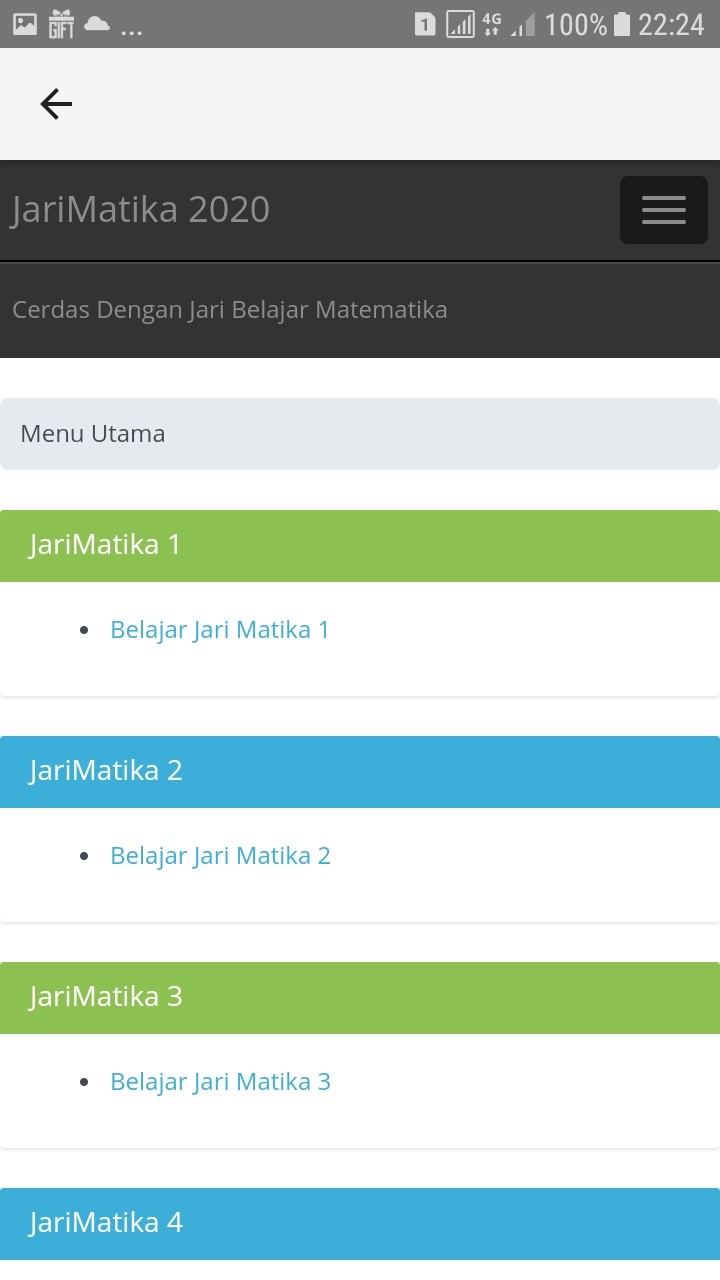 GIFT ... 1 4G 100% 22:24
JariMatika 2020
Cerdas Dengan Jari Belajar Matematika
Menu Utama
JariMatika 1
Belajar Jari Matika 1
JariMatika 2
Belajar Jari Matika 2
JariMatika 3
Belajar Jari Matika 3
JariMatika 4